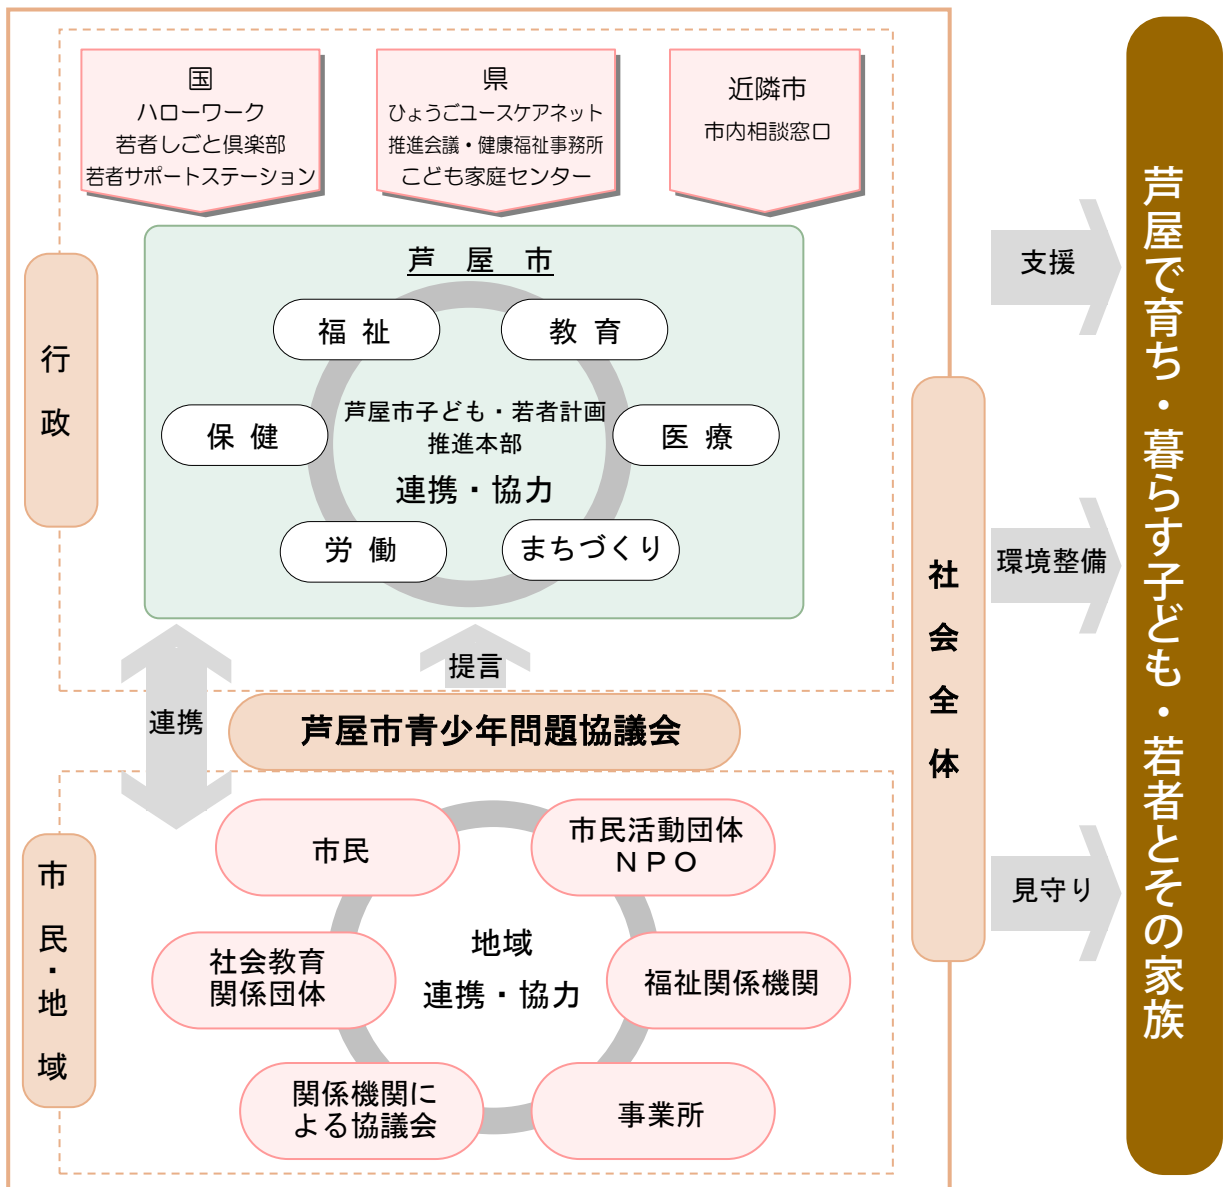 国
ハローワーク
若者しごと倶楽部
若者サポートステーション
県
ひょうごユースケアネット
推進会議・健康福祉事務所
こども家庭センター
近隣市
市内相談窓口
行政
芦屋市
福祉
教育
保健
芦屋市子ども・若者計画
推進本部
連携・協力
医療
労働
まちづくり
連携
提言
芦屋市青少年問題協議会
市民・地域
市民
市民活動団体
ＮＰＯ
社会教育
関係団体
地域
連携・協力
福祉関係機関
関係機関に
よる協議会
事業所
社会全体
支援
環境整備
見守り
芦屋で育ち・暮らす子ども・若者とその家族